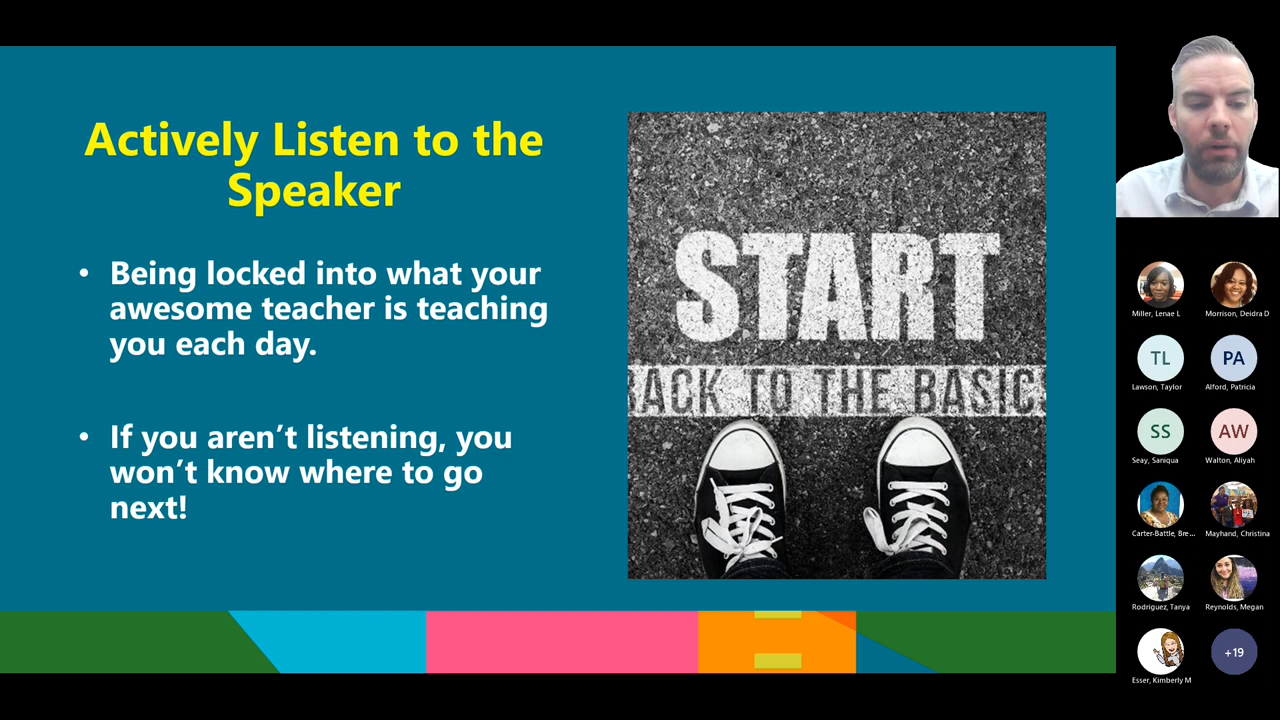 Actively Listen to the
Speaker
• Being locked into what your
awesome teacher is teaching
you each day.
• If you aren’t listening, you
won’t know where to go
next!
START
BACK TO THE BASICS
Miller, Lenae L
Morrison, Deidra D
TL
PA
Lawson, Taylor
Alford, Patricia
SS
AW
Seay, Saniqua
Walton, Aliyah
Carter-Battle, Bre...
Mayhand, Christina
Rodriguez, Tanya
Reynolds, Megan
+19
Esser, Kimberly M